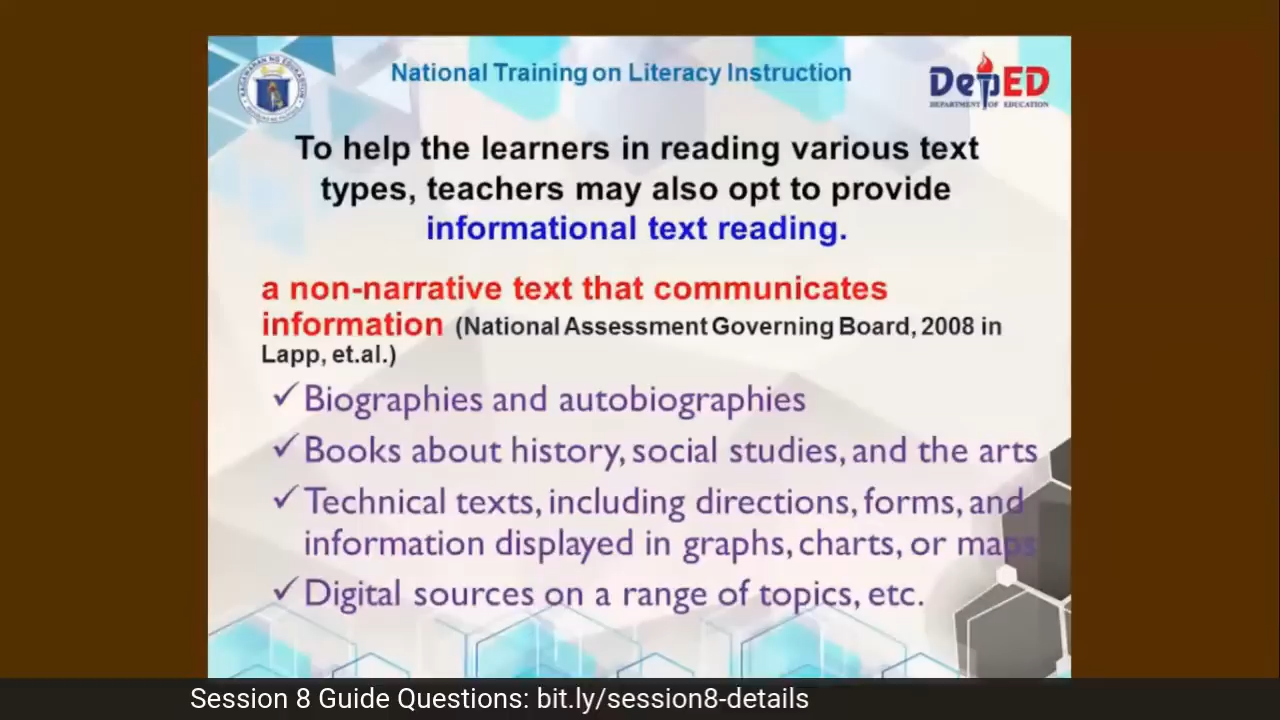 National Training on Literacy Instruction
DepED
DEPARTMENT OF EDUCATION
To help the learners in reading various text
types, teachers may also opt to provide
informational text reading.
a non-narrative text that communicates
information (National Assessment Governing Board, 2008 in
Lapp, et.al.)
✓ Biographies and autobiographies
✓ Books about history, social studies, and the arts
✓ Technical texts, including directions, forms, and
information displayed in graphs, charts, or maps
✓ Digital sources on a range of topics, etc.
Session 8 Guide Questions: bit.ly/session8-details